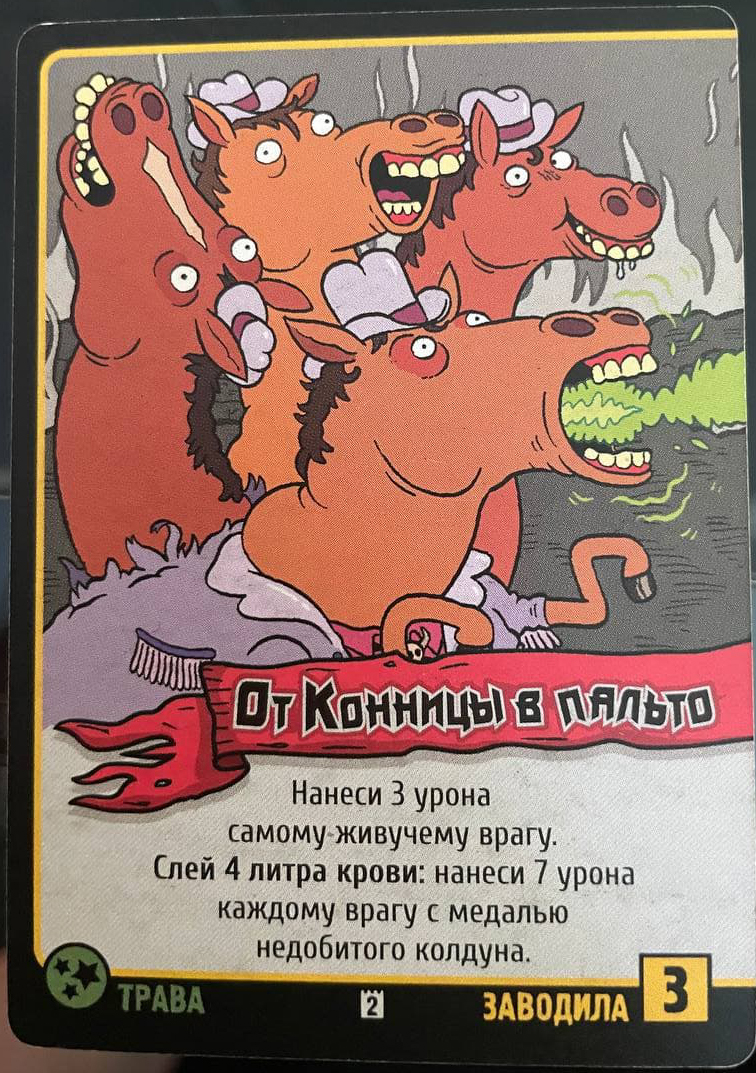 От Конницы в пальто
Нанеси 3 урона
самому живучему врагу.
Слей 4 литра крови: нанеси 7 урона
каждому врагу с медалью
недобитого колдуна.
ТРАВА
2
ЗАВОДИЛА
3